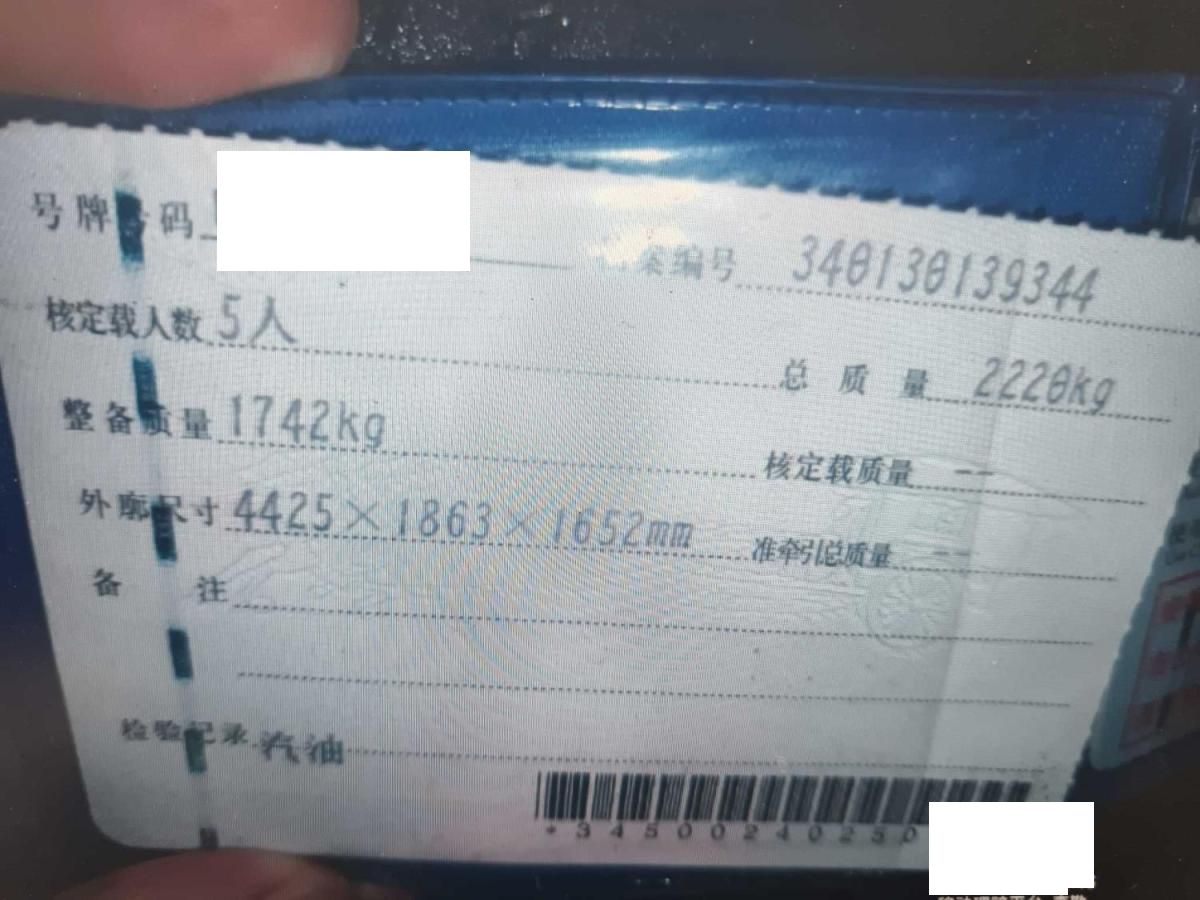 号牌号码
档案编号 340130139344
核定载人数 5人
总质量 2220kg
整备质量 1742kg
核定载质量 --
外廓尺寸 4425×1863×1652mm
准牵引总质量 --
备注
检验记录 汽油
*34500240250